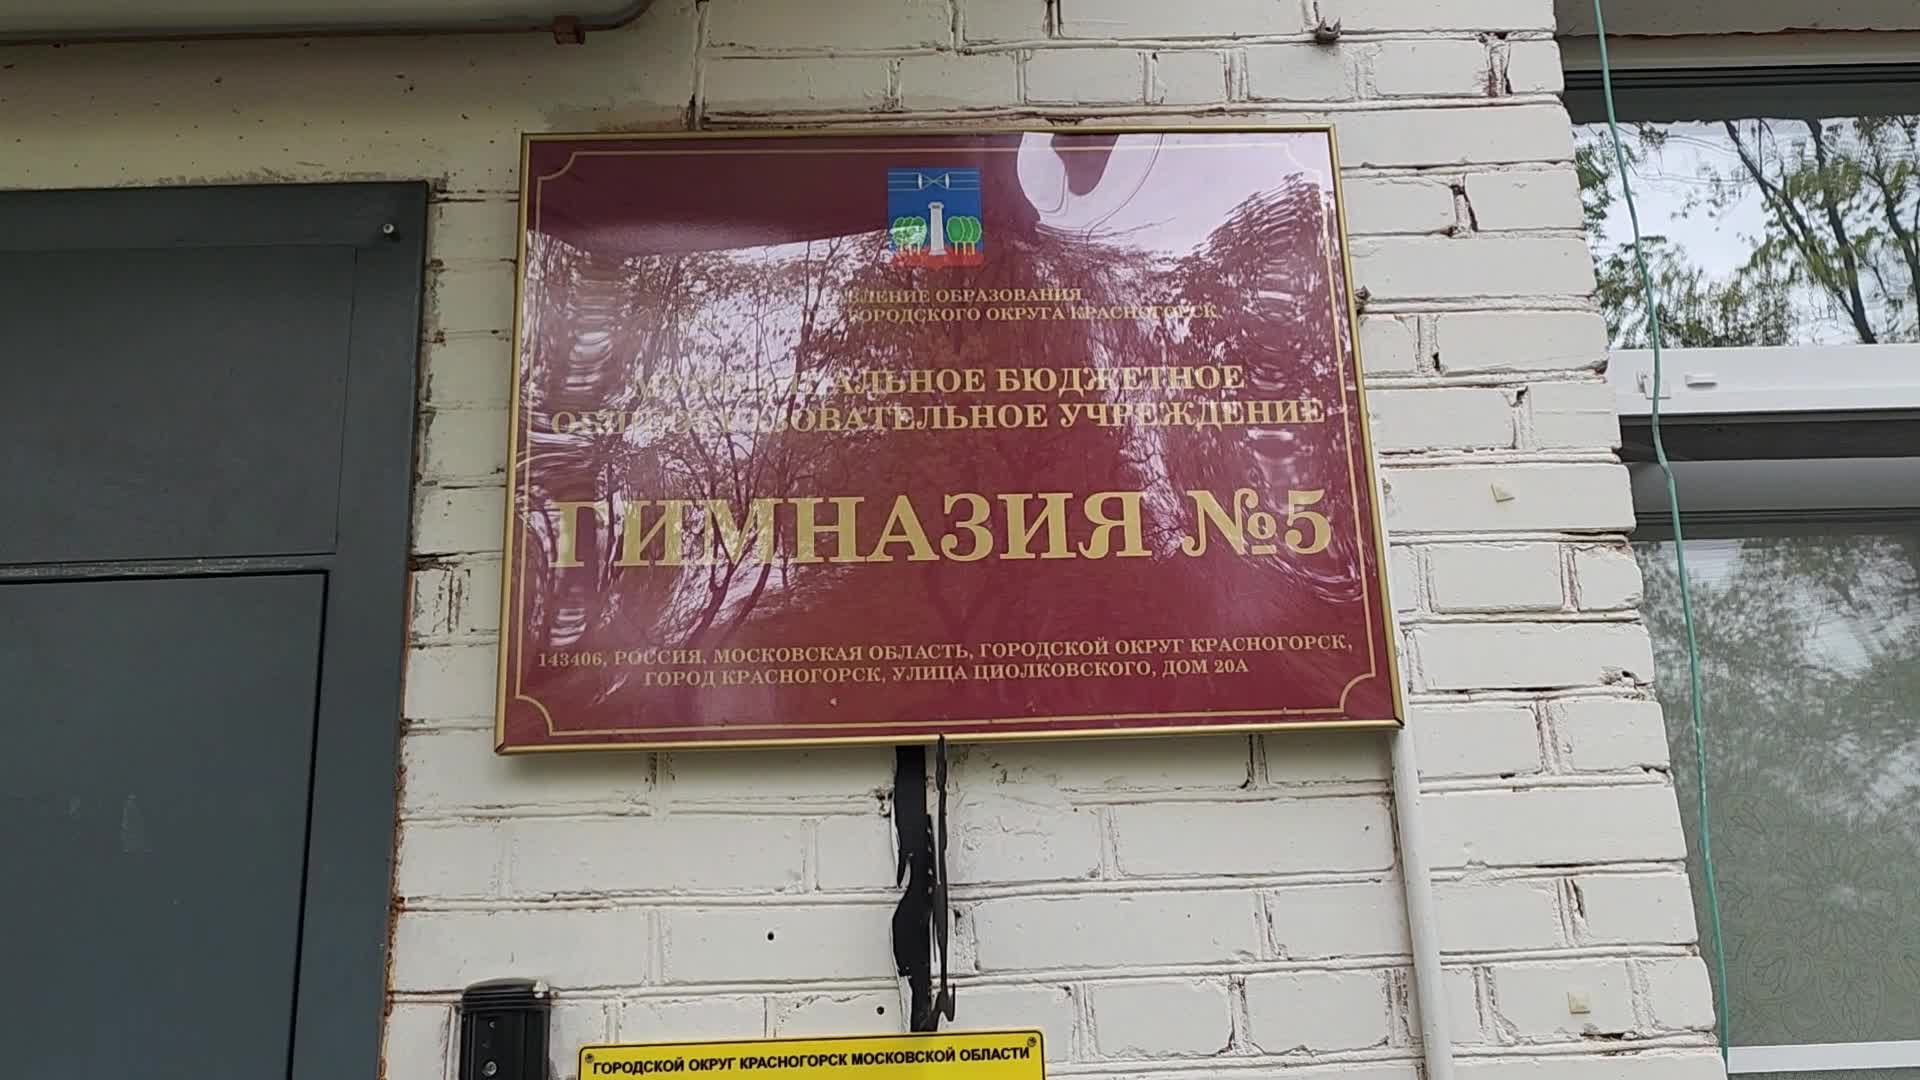 ОБРАЗОВАНИЯ
ГОРОДСКОГО ОКРУГА КРАСНОГОРСК
БЮДЖЕТНОЕ
УЧРЕЖДЕНИЕ
ГИМНАЗИЯ №5
143406, РОССИЯ, МОСКОВСКАЯ ОБЛАСТЬ, ГОРОДСКОЙ ОКРУГ КРАСНОГОРСК,
ГОРОД КРАСНОГОРСК, УЛИЦА ЦИОЛКОВСКОГО, ДОМ 20А
ГОРОДСКОЙ ОКРУГ КРАСНОГОРСК МОСКОВСКОЙ ОБЛАСТИ